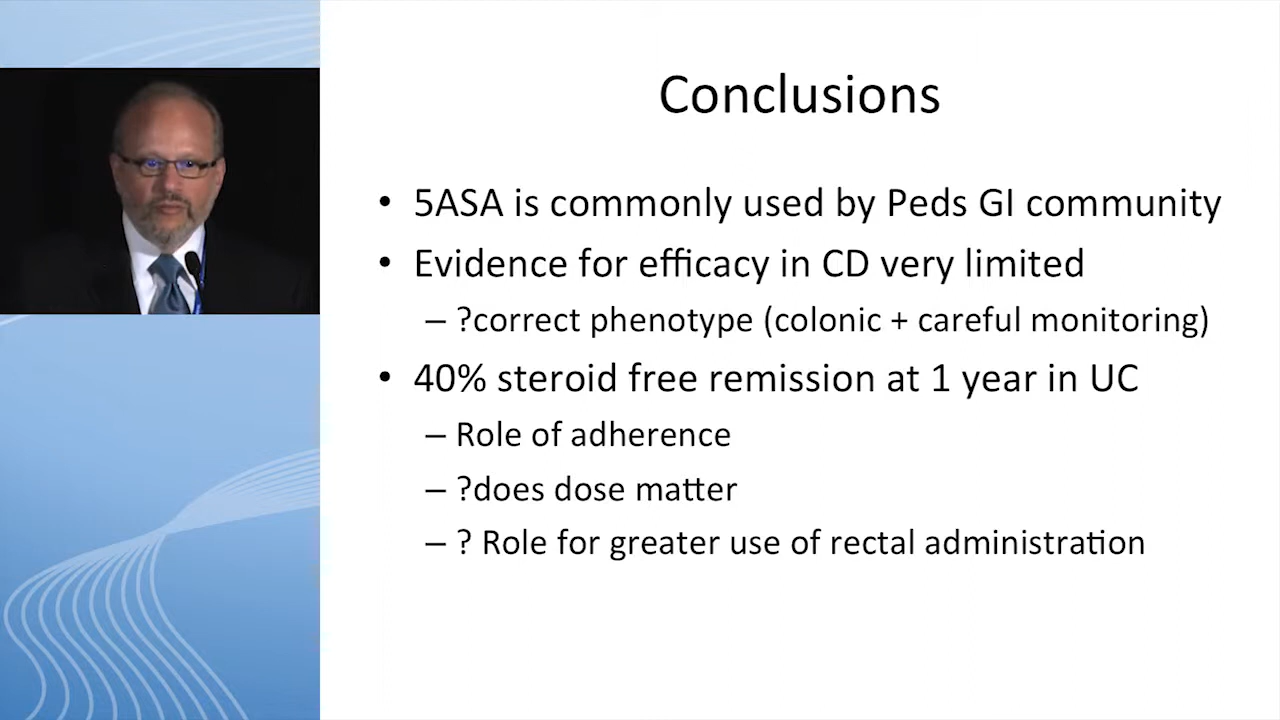 Conclusions
• 5ASA is commonly used by Peds GI community
• Evidence for efficacy in CD very limited
– ?correct phenotype (colonic + careful monitoring)
• 40% steroid free remission at 1 year in UC
– Role of adherence
– ?does dose matter
– ? Role for greater use of rectal administration